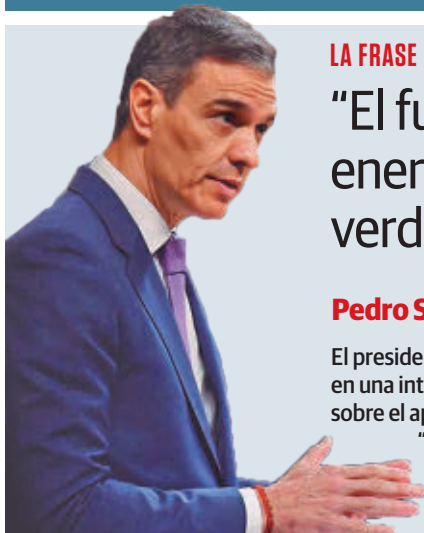 LA FRASE
“El fu
ener
verd
Pedro S
El preside
en una int
sobre el ap
“